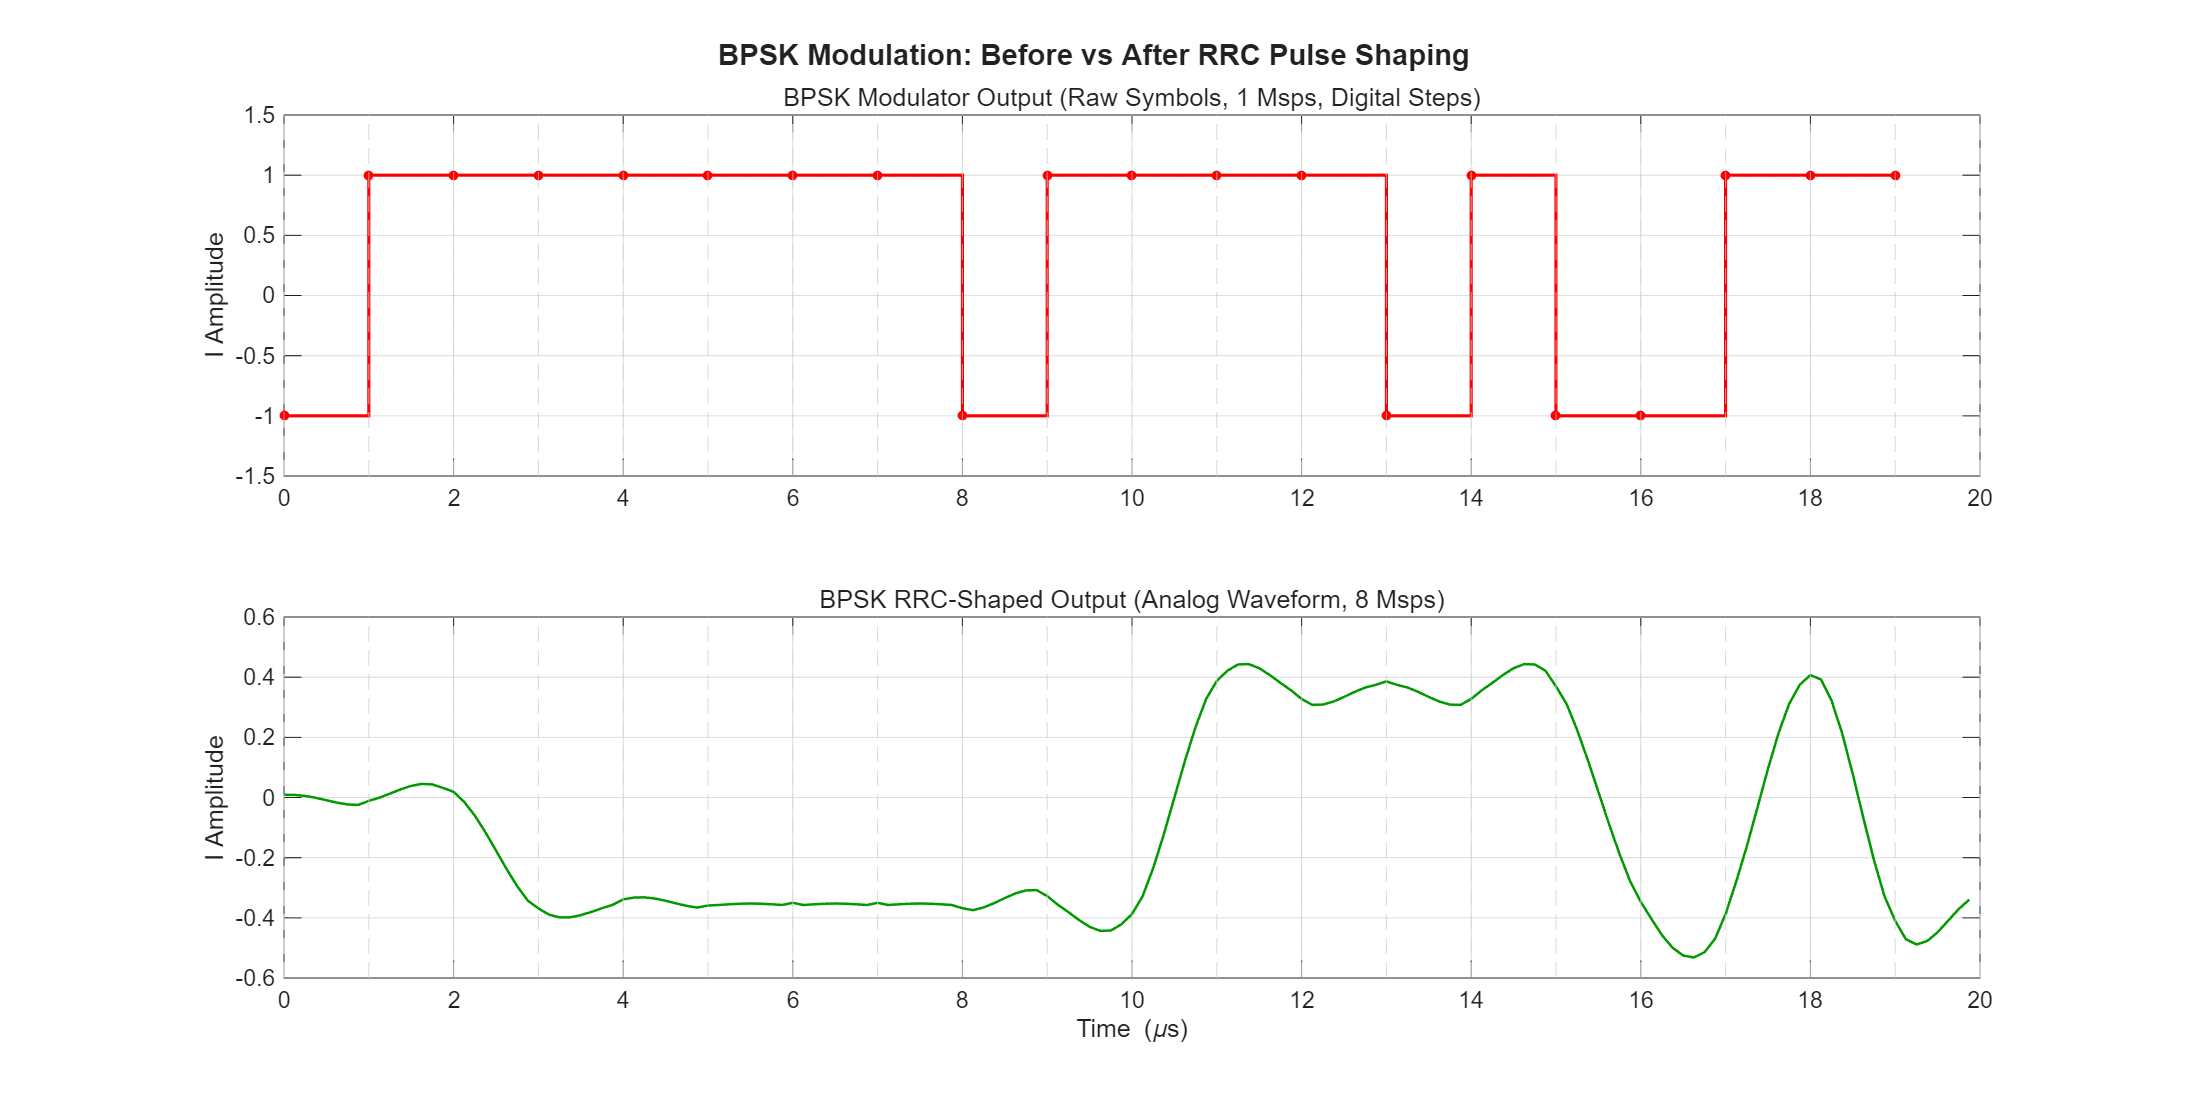 BPSK Modulation: Before vs After RRC Pulse Shaping
BPSK Modulator Output (Raw Symbols, 1 Msps, Digital Steps)
I Amplitude
1.5
1
0.5
0
-0.5
-1
-1.5
0 2 4 6 8 10 12 14 16 18 20
BPSK RRC-Shaped Output (Analog Waveform, 8 Msps)
I Amplitude
0.6
0.4
0.2
0
-0.2
-0.4
-0.6
0 2 4 6 8 10 12 14 16 18 20
Time (μs)